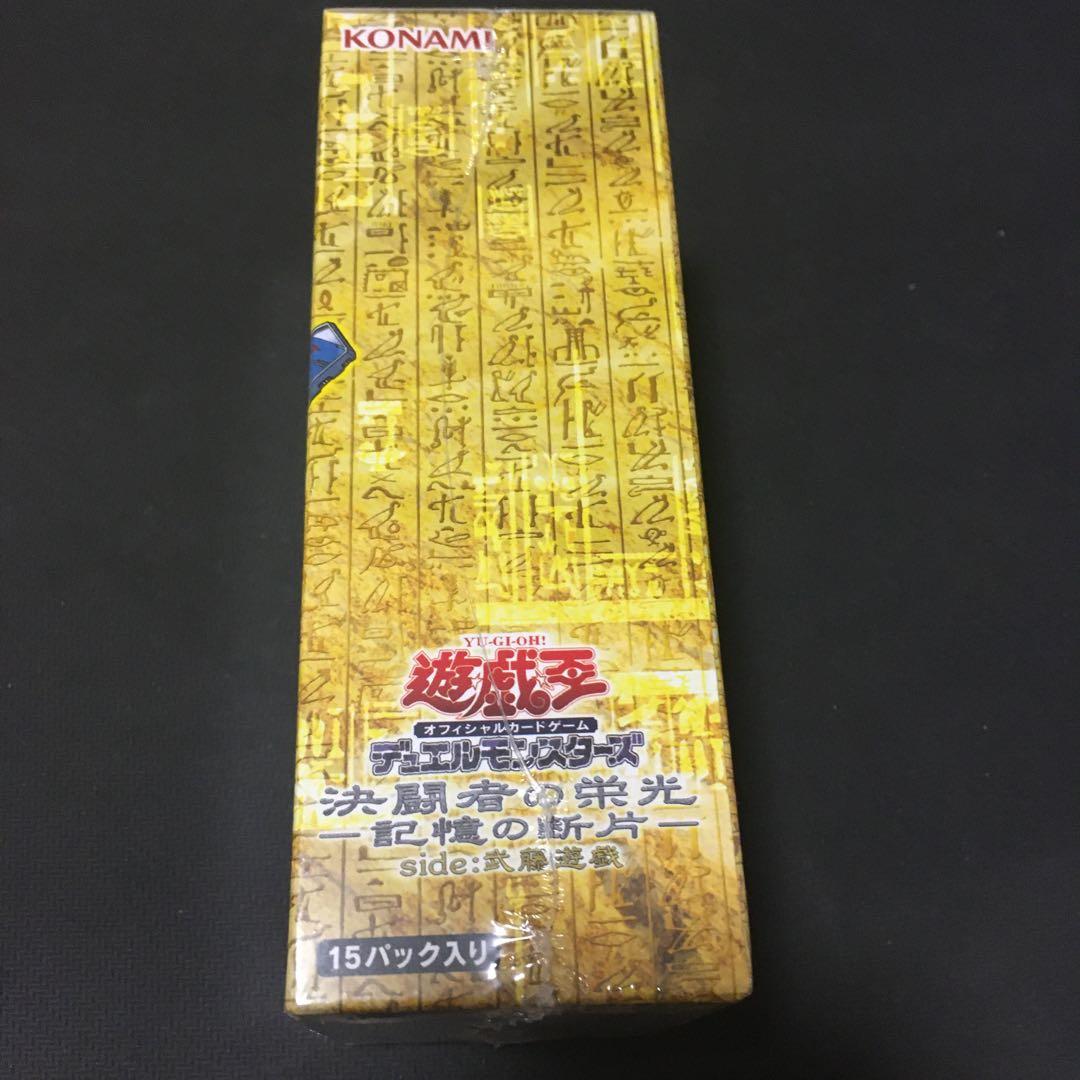 KONAMI
YU-GI-OH!
遊戯王
オフィシャルカードゲーム
デュエルモンスターズ
決闘者の栄光
―記憶の断片―
side:武藤遊戯
15パック入り